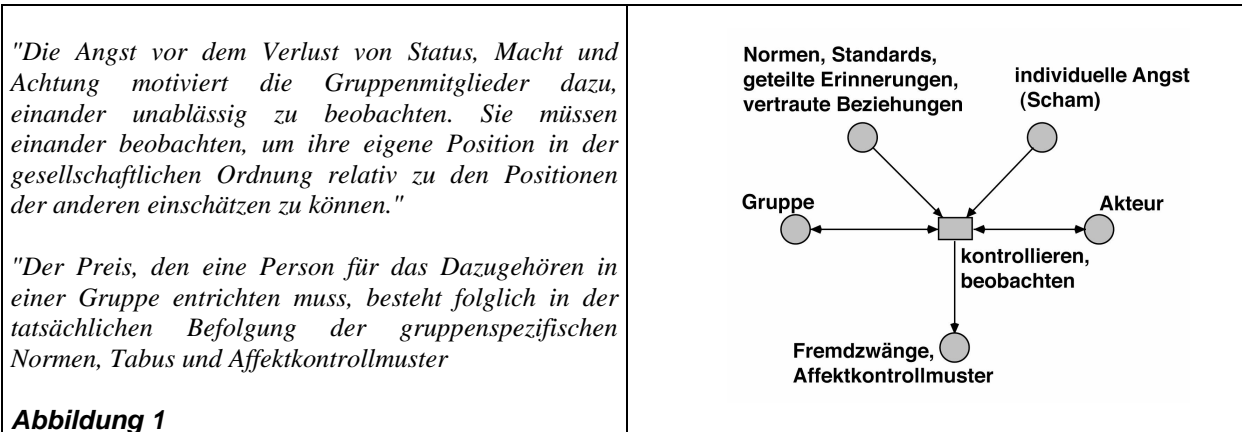 "Die Angst vor dem Verlust von Status, Macht und
Achtung motiviert die Gruppenmitglieder dazu,
einander unablässig zu beobachten. Sie müssen
einander beobachten, um ihre eigene Position in der
gesellschaftlichen Ordnung relativ zu den Positionen
der anderen einschätzen zu können."
"Der Preis, den eine Person für das Dazugehören in
einer Gruppe entrichten muss, besteht folglich in der
tatsächlichen Befolgung der gruppenspezifischen
Normen, Tabus und Affektkontrollmuster
Abbildung 1
Normen, Standards,
geteilte Erinnerungen,
vertraute Beziehungen
individuelle Angst
(Scham)
Gruppe
Akteur
kontrollieren,
beobachten
Fremdzwänge,
Affektkontrollmuster